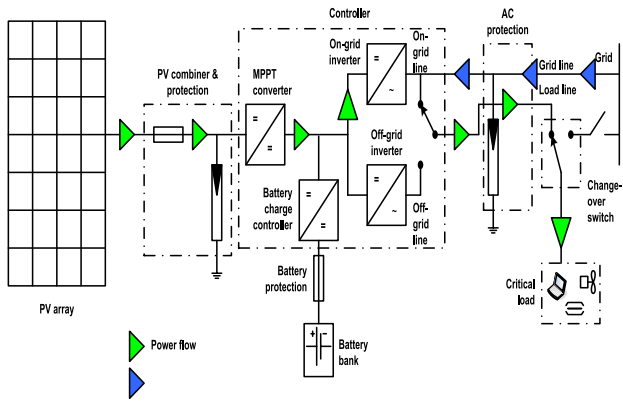 Controller
AC
protection
PV combiner &
protection
MPPT
converter
On-grid
inverter
On-
grid
line
Grid line
Grid
Load line
Off-grid
inverter
Off-
grid
line
Battery
charge
controller
Change-
over
switch
Battery
protection
Critical
load
PV array
Battery
bank
Power flow
=
~
=
=
=
~
=
=
+ −